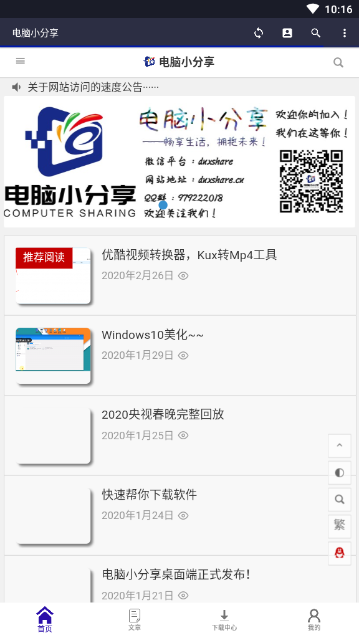 10:16
电脑小分享
电脑小分享
关于网站访问的速度公告······
电脑小分享
——畅享生活，拥抱未来！
欢迎你的加入！
我们在这等你！
微信平台：dnxshare
网站地址：dnxshare.cn
QQ群：979222018
欢迎关注我们！
电脑小分享
COMPUTER SHARING
推荐阅读
优酷视频转换器，Kux转Mp4工具
2020年2月26日
Windows10美化~~
2020年1月29日
2020央视春晚完整回放
2020年1月25日
快速帮你下载软件
2020年1月24日
繁
电脑小分享桌面端正式发布！
2020年1月21日
首页
文章
下载中心
我的